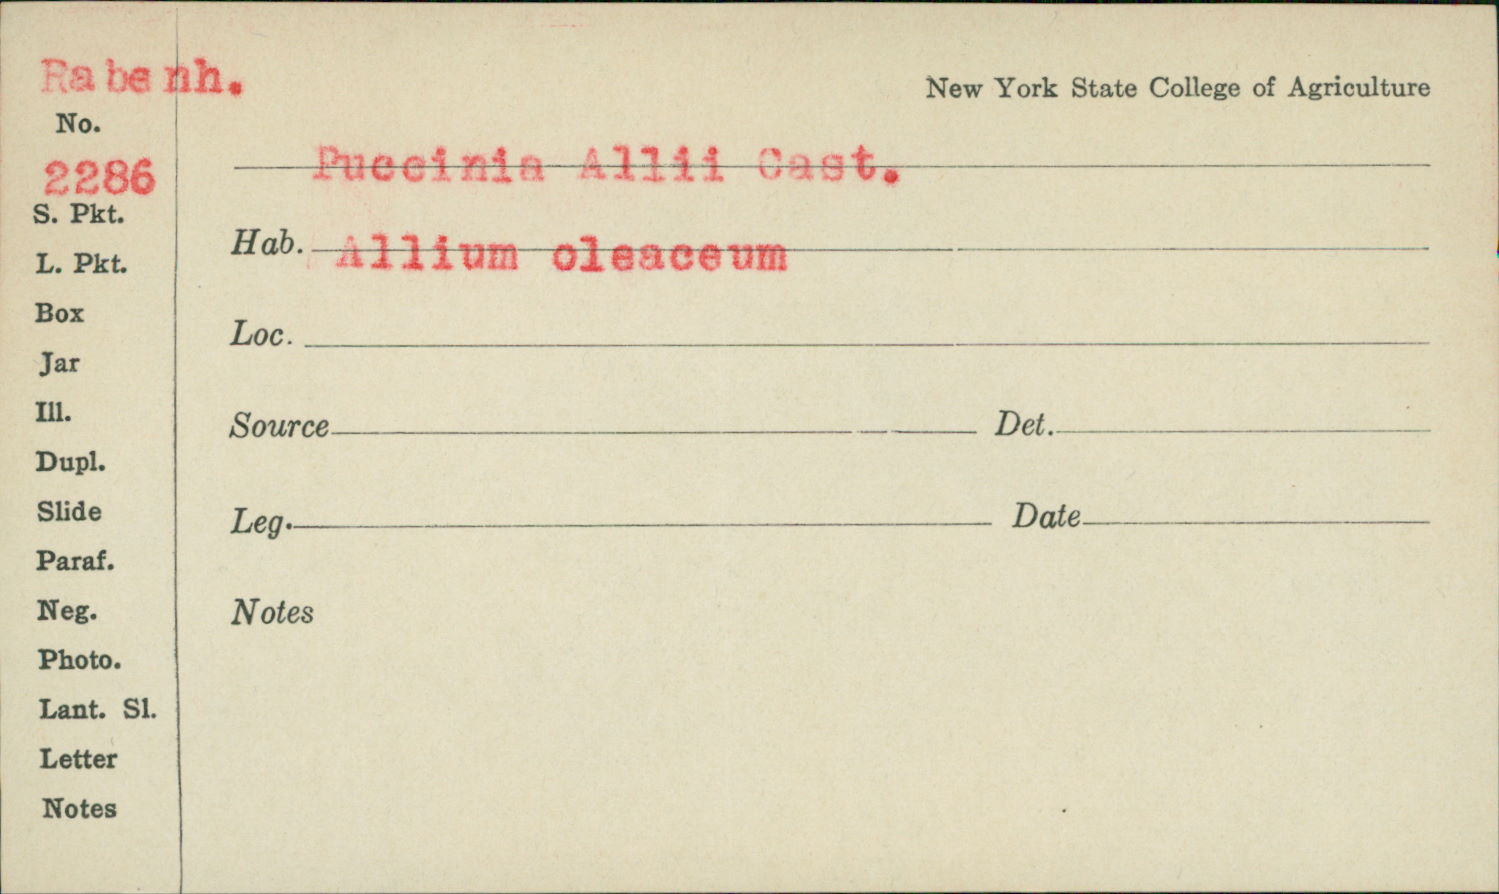 Rabenh.
New York State College of Agriculture
No.
2286
Puccinia Allii Cast.
S. Pkt.
Hab. Allium oleaceum
L. Pkt.
Box
Loc.
Jar
Ill.
Source Det.
Dupl.
Slide
Leg. Date
Paraf.
Neg.
Notes
Photo.
Lant. Sl.
Letter
Notes